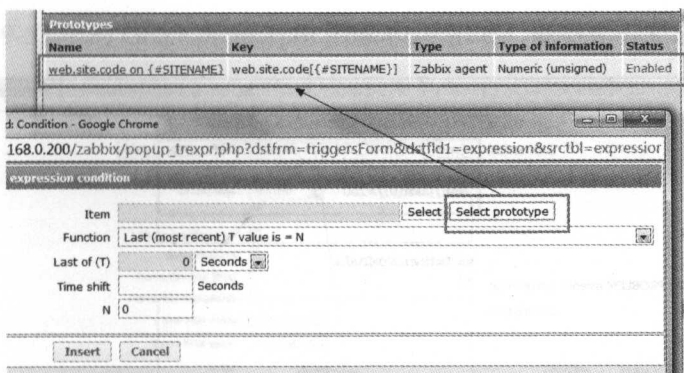 Prototypes
Name Key Type Type of information Status
web.site.code on {#SITENAME} web.site.code[{#SITENAME}] Zabbix agent Numeric (unsigned) Enabled
d: Condition - Google Chrome
168.0.200/zabbix/popup_trexpr.php?dstfrm=triggersForm&dstfld1=expression&srctbl=expression
expression condition
Item Select Select prototype
Function Last (most recent) T value is = N
Last of (T) 0 Seconds
Time shift Seconds
N 0
Insert Cancel